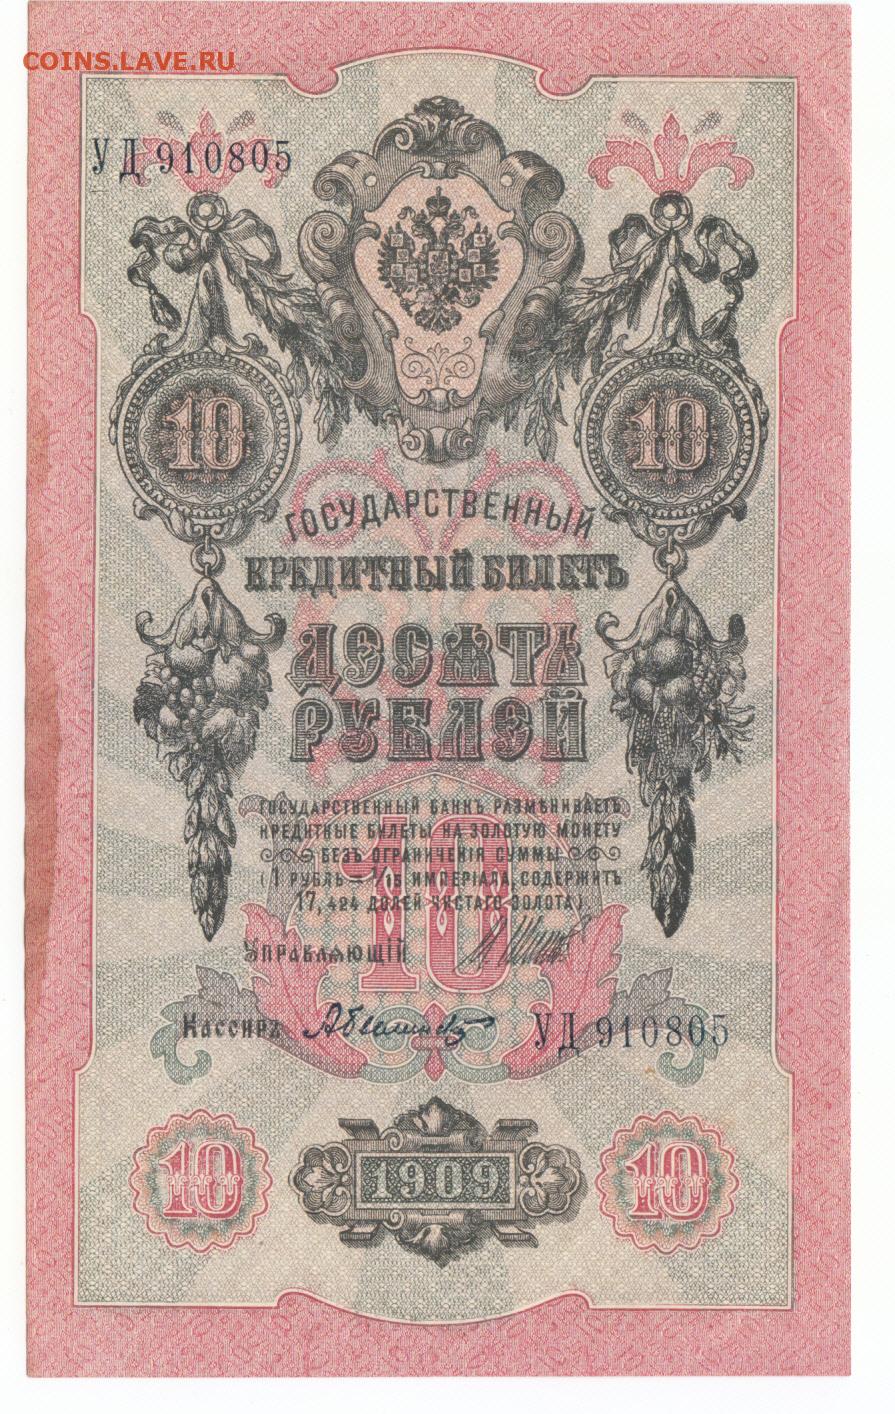 COINS.LAVE.RU
УД 910805
10 10
ГОСУДАРСТВЕННЫЙ
КРЕДИТНЫЙ БИЛЕТЪ
ДЕСЯТЬ
РУБЛЕЙ
ГОСУДАРСТВЕННЫЙ БАНКЪ РАЗМѢНИВАЕТЪ
КРЕДИТНЫЕ БИЛЕТЫ НА ЗОЛОТУЮ МОНЕТУ
БЕЗЪ ОГРАНИЧЕНІЯ СУММЫ
(1 РУБЛЬ = 1/15 ИМПЕРІАЛА, СОДЕРЖИТЪ
17,424 ДОЛЕЙ ЧИСТАГО ЗОЛОТА)
10
УПРАВЛЯЮЩІЙ
Кассиръ
УД 910805
10 1909 10